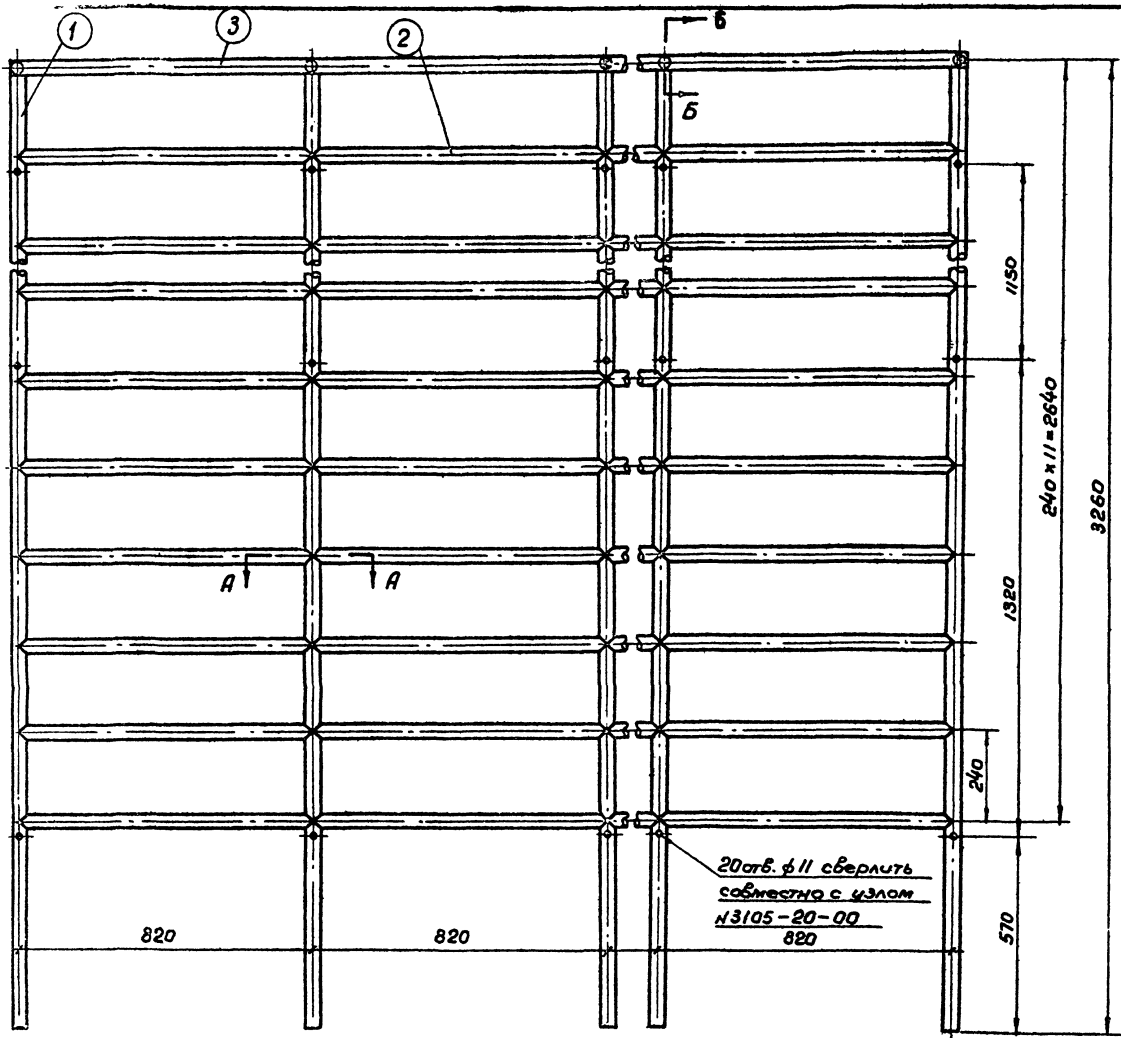 1
3
2
Б
Б
1150
240х11=2640
3260
1320
А
А
240
20отв. ф11 сверлить
совместно с узлом
N3105-20-00
570
820
820
820